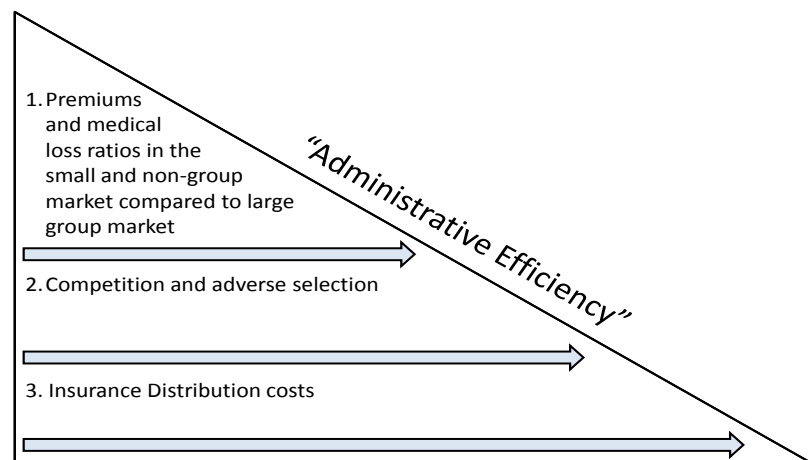 1. Premiums
and medical
loss ratios in the
small and non-group
market compared to large
group market
“Administrative Efficiency”
2. Competition and adverse selection
3. Insurance Distribution costs